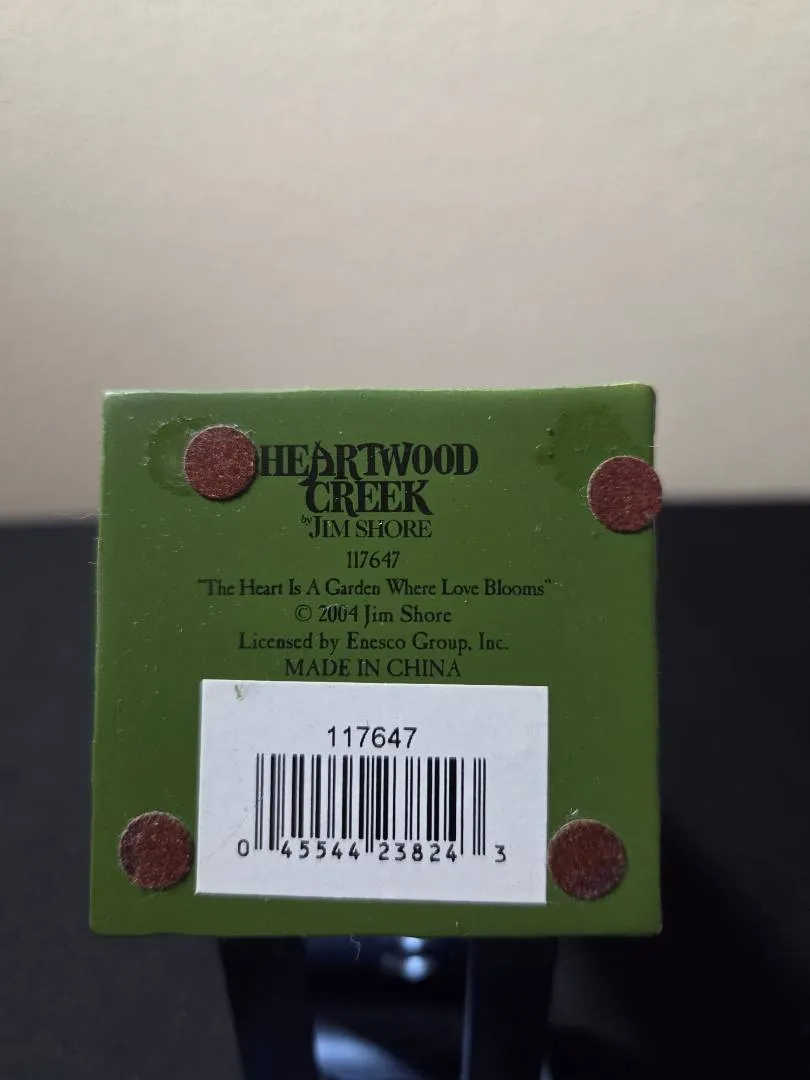 HEARTWOOD
CREEK
by JIM SHORE
117647
"The Heart Is A Garden Where Love Blooms"
© 2004 Jim Shore
Licensed by Enesco Group, Inc.
MADE IN CHINA
117647
0 45544 23824 3